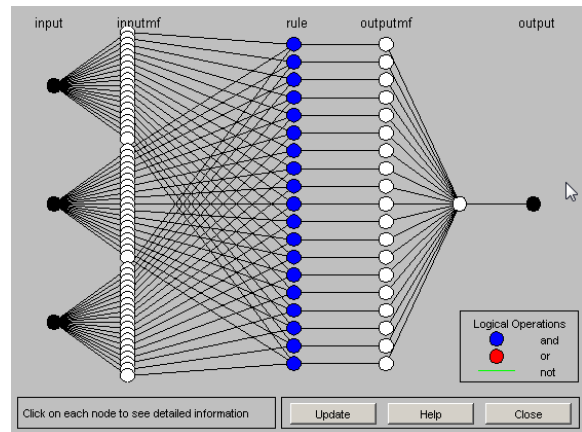 input inputmf rule outputmf output
Logical Operations
and
or
not
Click on each node to see detailed information Update Help Close